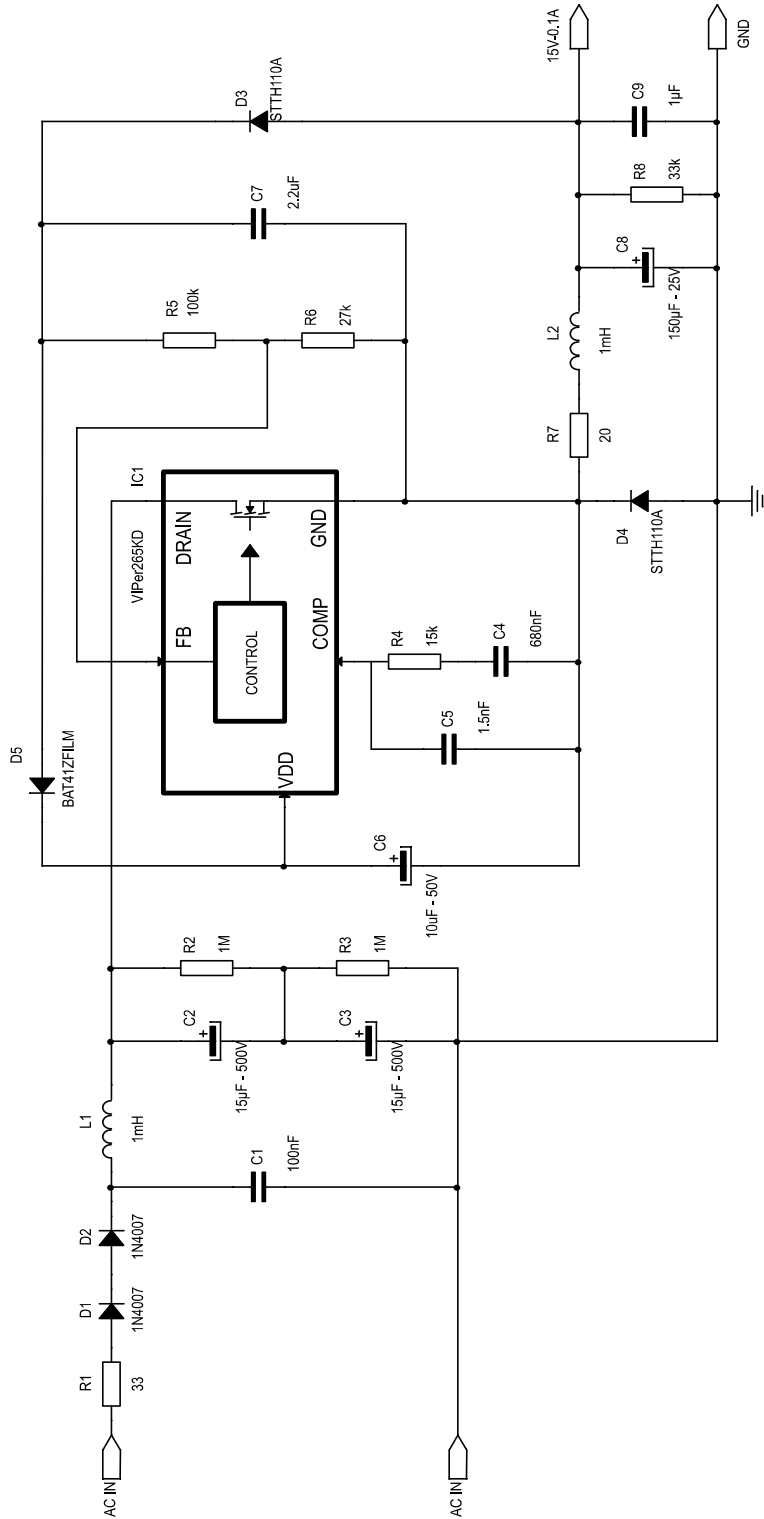 AC IN
R1
33
D1
1N4007
D2
1N4007
L1
1mH
C1
100nF
C2
15µF - 500V
C3
15µF - 500V
R2
1M
R3
1M
AC IN
D5
BAT41ZFILM
C6
10uF - 50V
IC1
VIPer265KD
DRAIN
FB
CONTROL
VDD
COMP
GND
C5
1.5nF
R4
15k
C4
680nF
R5
100k
R6
27k
C7
2.2uF
D3
STTH110A
D4
STTH110A
R7
20
L2
1mH
C8
150µF - 25V
R8
33k
C9
1µF
15V-0.1A
GND
+
+
+
+